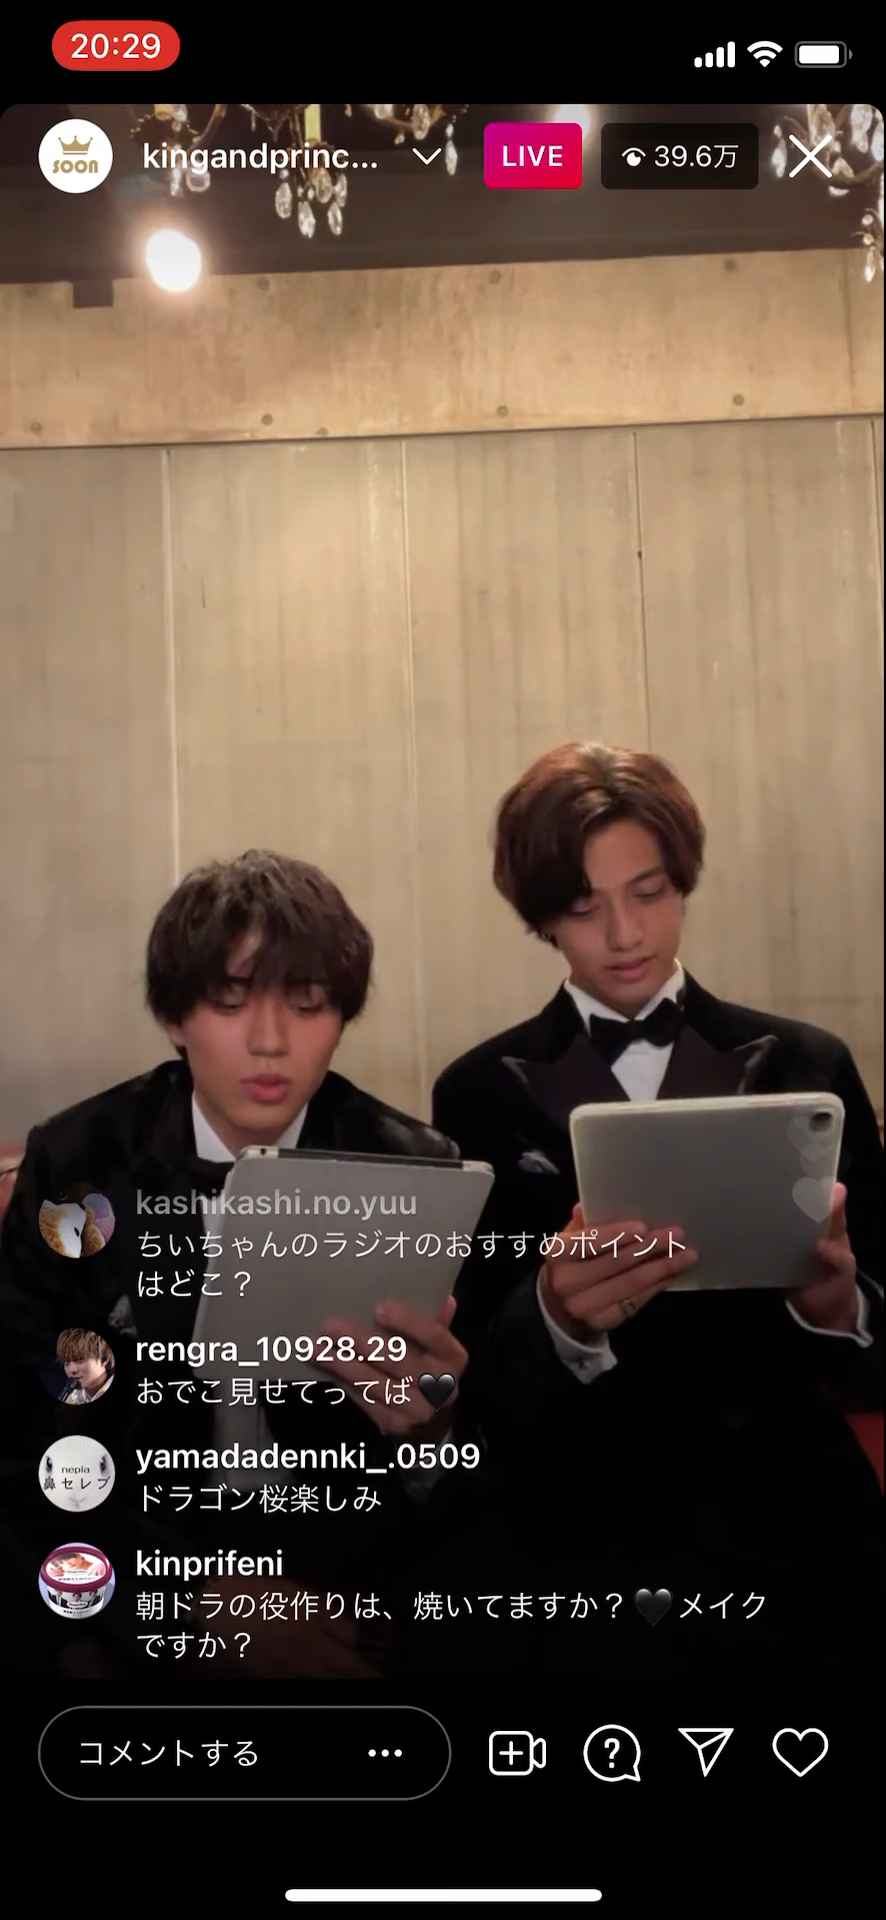 20:29
SOON
kingandprinc...
LIVE
39.6万
kashikashi.no.yuu
ちいちゃんのラジオのおすすめポイント
はどこ？
rengra_10928.29
おでこ見せてってば🖤
nepia
鼻セレブ
yamadadennki_.0509
ドラゴン桜楽しみ
kinprifeni
朝ドラの役作りは、焼いてますか？🖤メイク
ですか？
コメントする